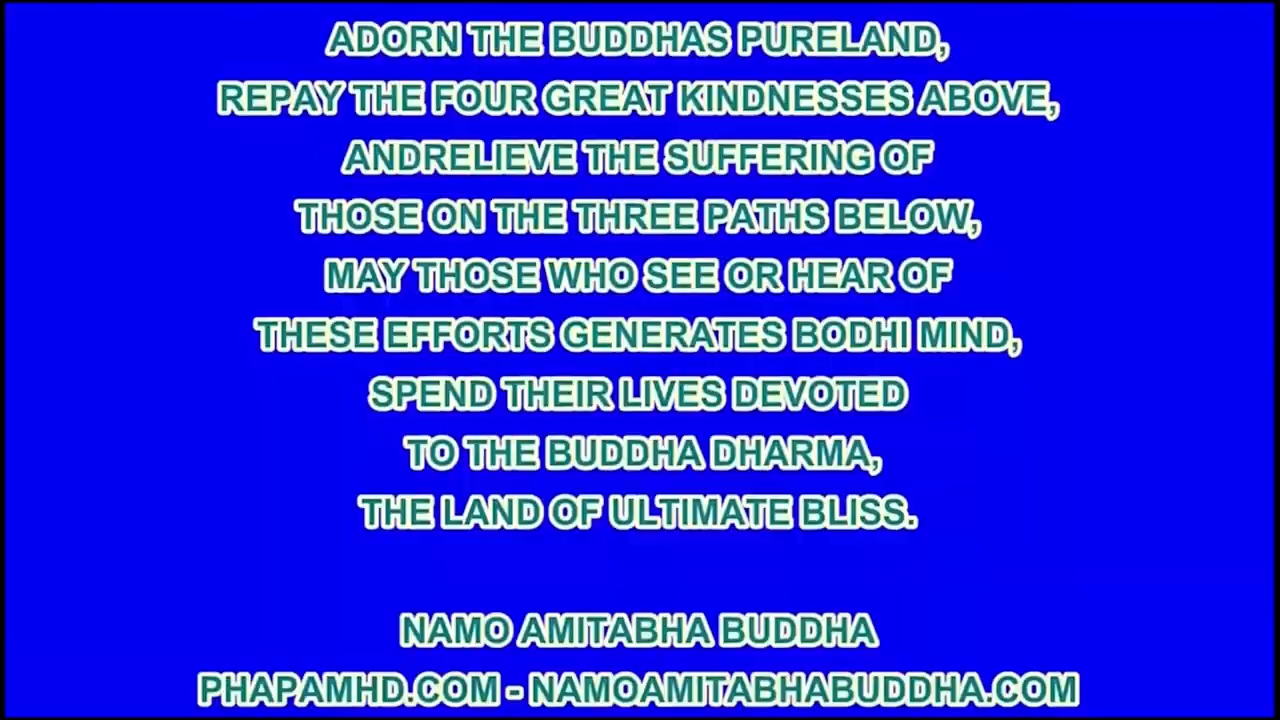 ADORN THE BUDDHAS PURELAND,
REPAY THE FOUR GREAT KINDNESSES ABOVE,
ANDRELIEVE THE SUFFERING OF
THOSE ON THE THREE PATHS BELOW,
MAY THOSE WHO SEE OR HEAR OF
THESE EFFORTS GENERATES BODHI MIND,
SPEND THEIR LIVES DEVOTED
TO THE BUDDHA DHARMA,
THE LAND OF ULTIMATE BLISS.
NAMO AMITABHA BUDDHA
PHAPAMHD.COM - NAMOAMITABHABUDDHA.COM